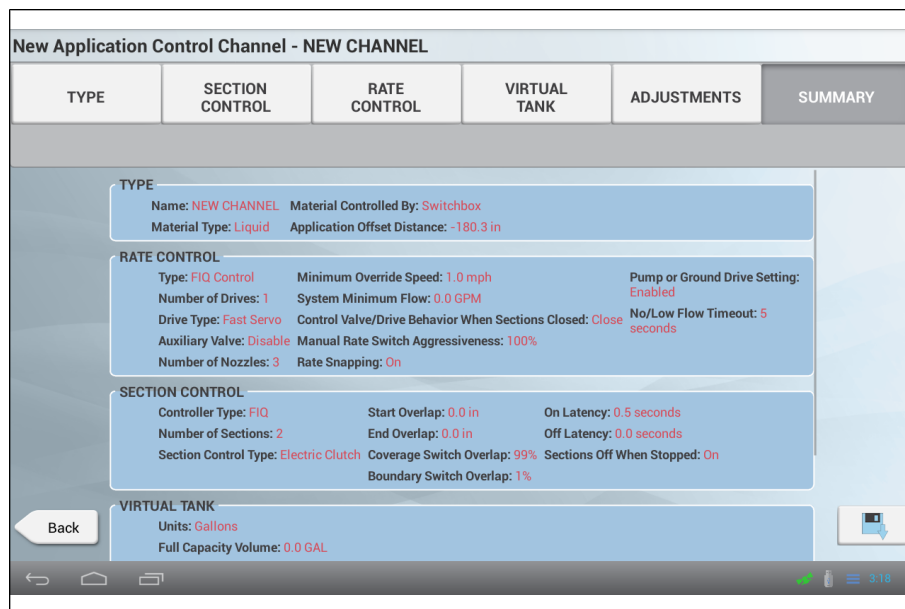 New Application Control Channel - NEW CHANNEL
TYPE
SECTION
CONTROL
RATE
CONTROL
VIRTUAL
TANK
ADJUSTMENTS
SUMMARY
TYPE
Name: NEW CHANNEL Material Controlled By: Switchbox
Material Type: Liquid Application Offset Distance: -180.3 in
RATE CONTROL
Type: FIQ Control
Number of Drives: 1
Drive Type: Fast Servo
Auxiliary Valve: Disable
Number of Nozzles: 3
Minimum Override Speed: 1.0 mph
System Minimum Flow: 0.0 GPM
Control Valve/Drive Behavior When Sections Closed: Close
Manual Rate Switch Aggressiveness: 100%
Rate Snapping: On
Pump or Ground Drive Setting:
Enabled
No/Low Flow Timeout: 5
seconds
SECTION CONTROL
Controller Type: FIQ
Number of Sections: 2
Section Control Type: Electric Clutch
Start Overlap: 0.0 in
End Overlap: 0.0 in
Coverage Switch Overlap: 99%
Boundary Switch Overlap: 1%
On Latency: 0.5 seconds
Off Latency: 0.0 seconds
Sections Off When Stopped: On
VIRTUAL TANK
Units: Gallons
Full Capacity Volume: 0.0 GAL
Back
3:18